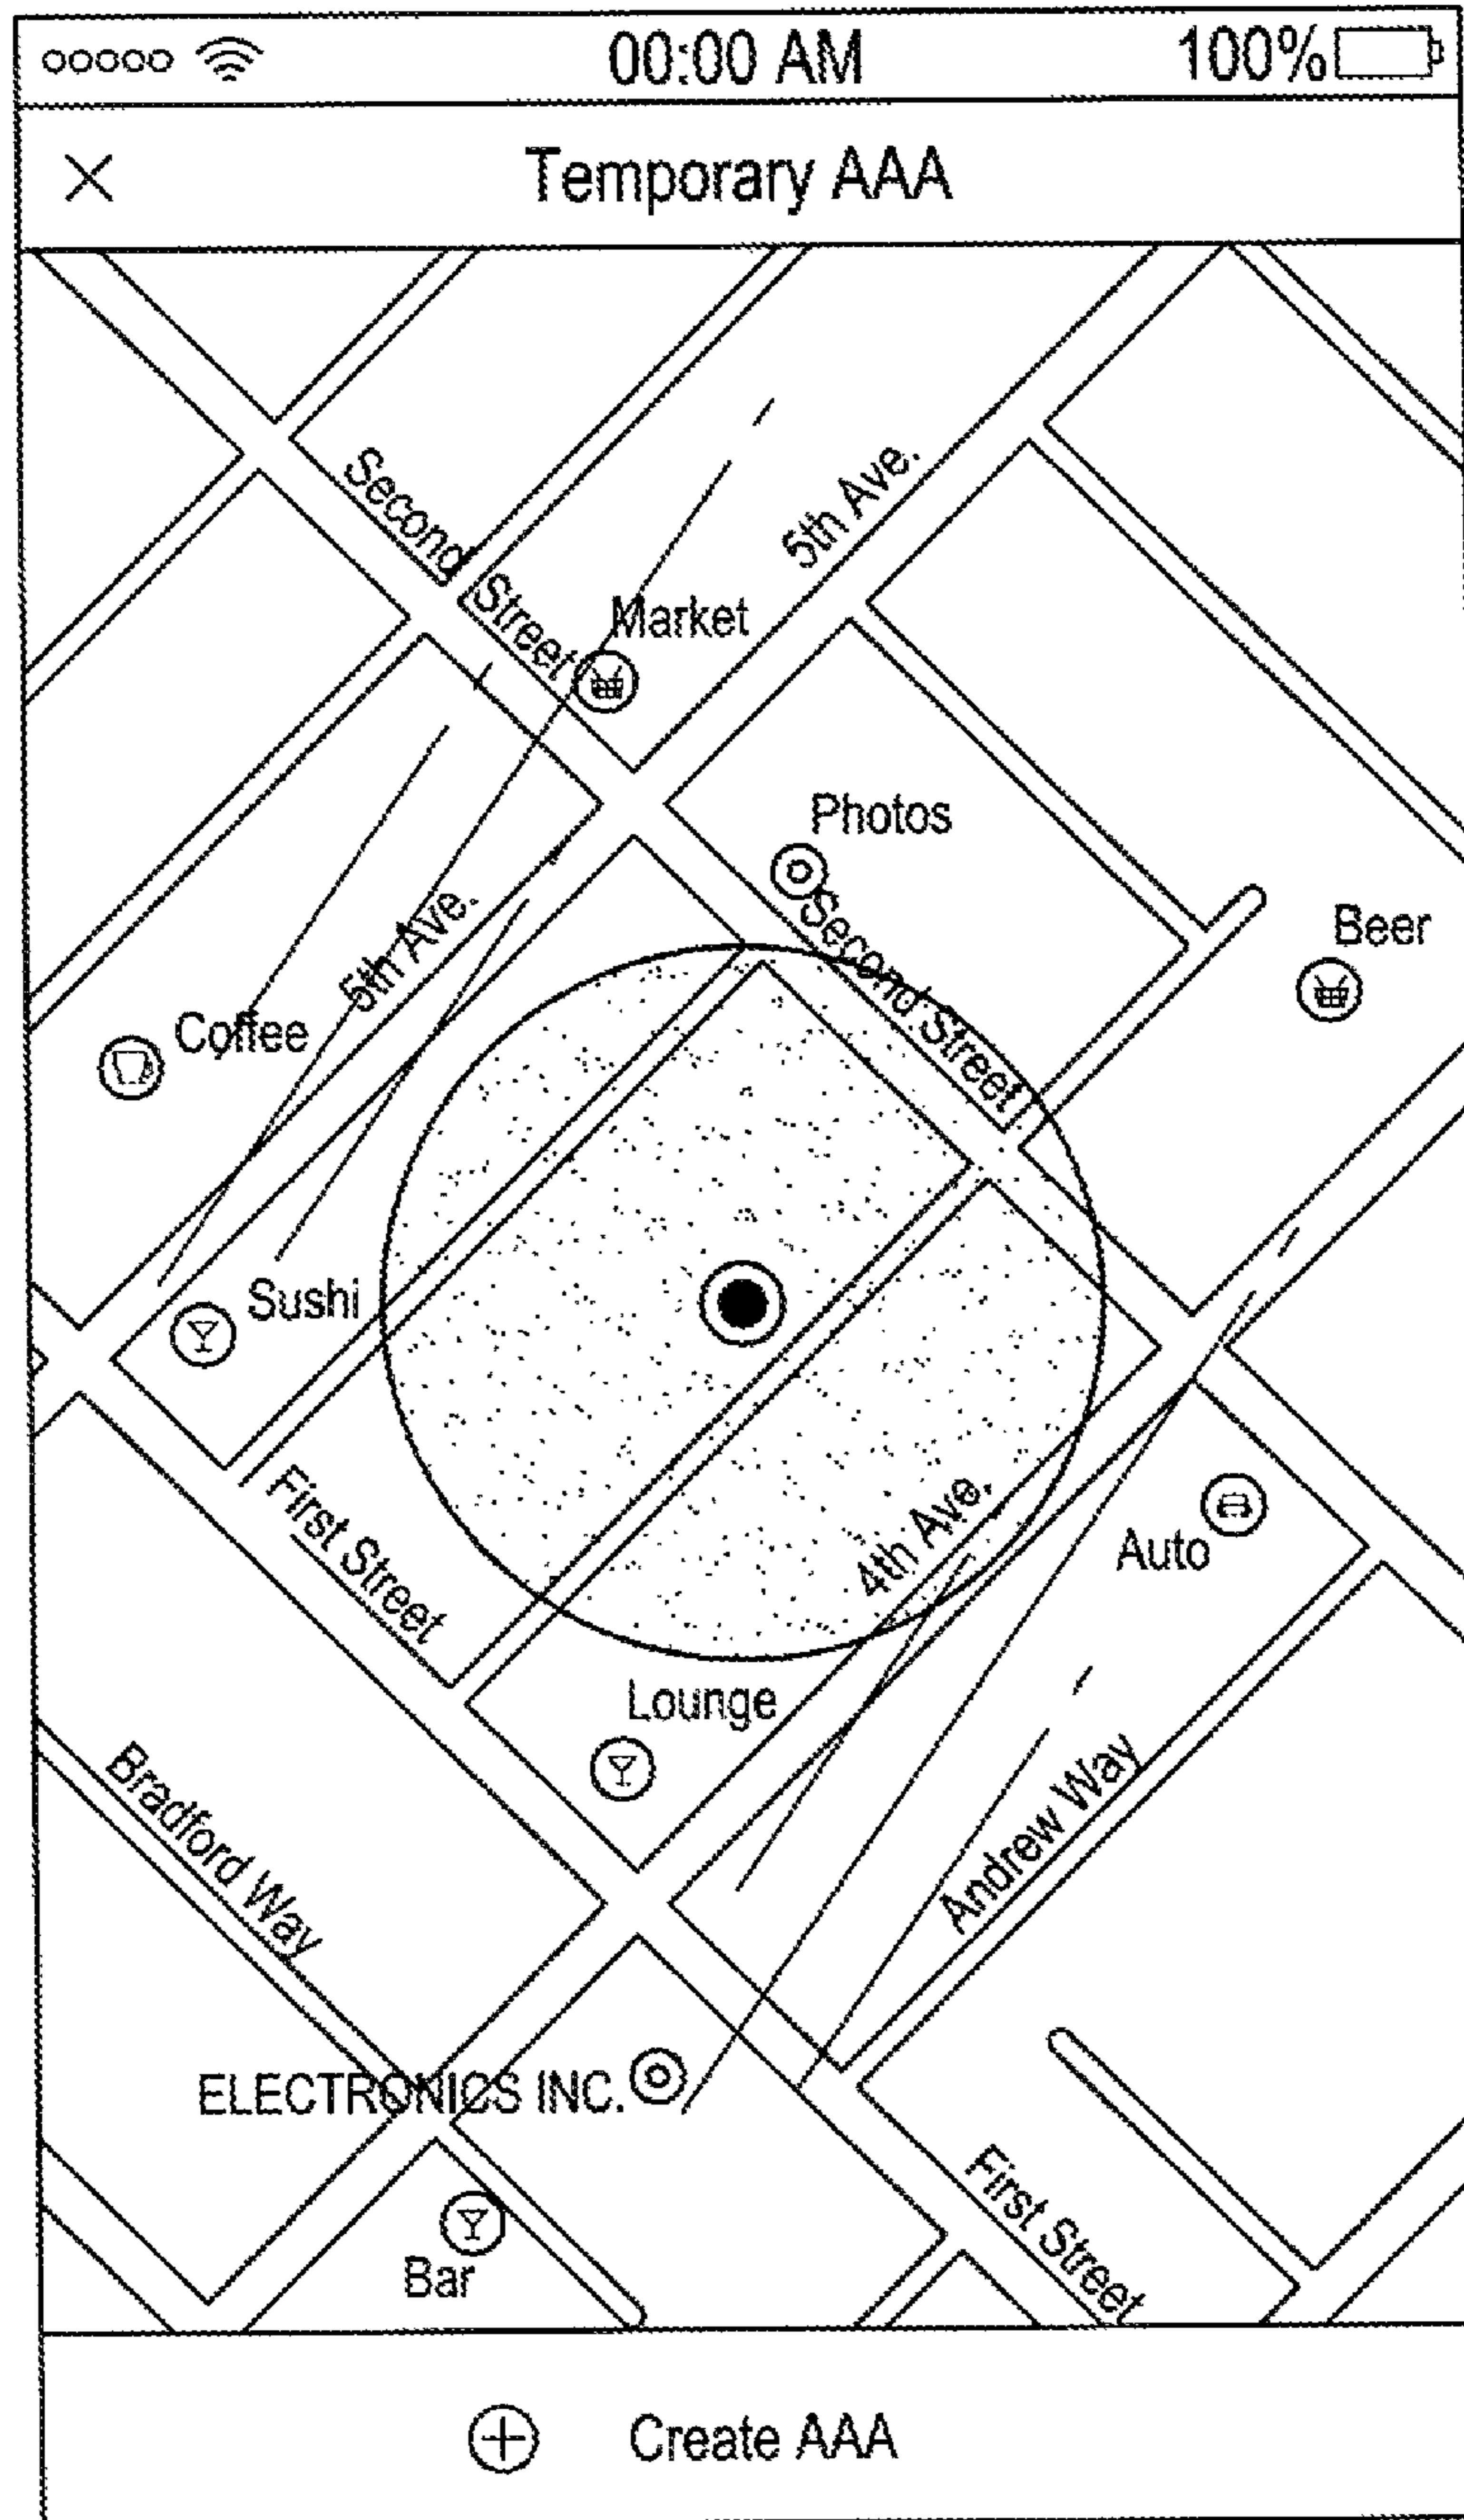 00:00 AM
100%
Temporary AAA
Second Street
5th Ave.
Market
Photos
Second Street
Beer
5th Ave.
Coffee
Sushi
First Street
4th Ave.
Auto
Lounge
Bradford Way
Andrew Way
ELECTRONICS INC.
First Street
Bar
Create AAA